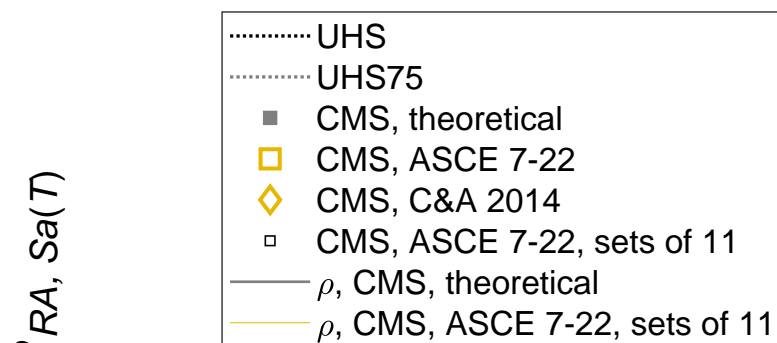 UHS
UHS75
CMS, theoretical
CMS, ASCE 7-22
CMS, C&A 2014
CMS, ASCE 7-22, sets of 11
ρ, CMS, theoretical
ρ, CMS, ASCE 7-22, sets of 11
RA, Sa(T)